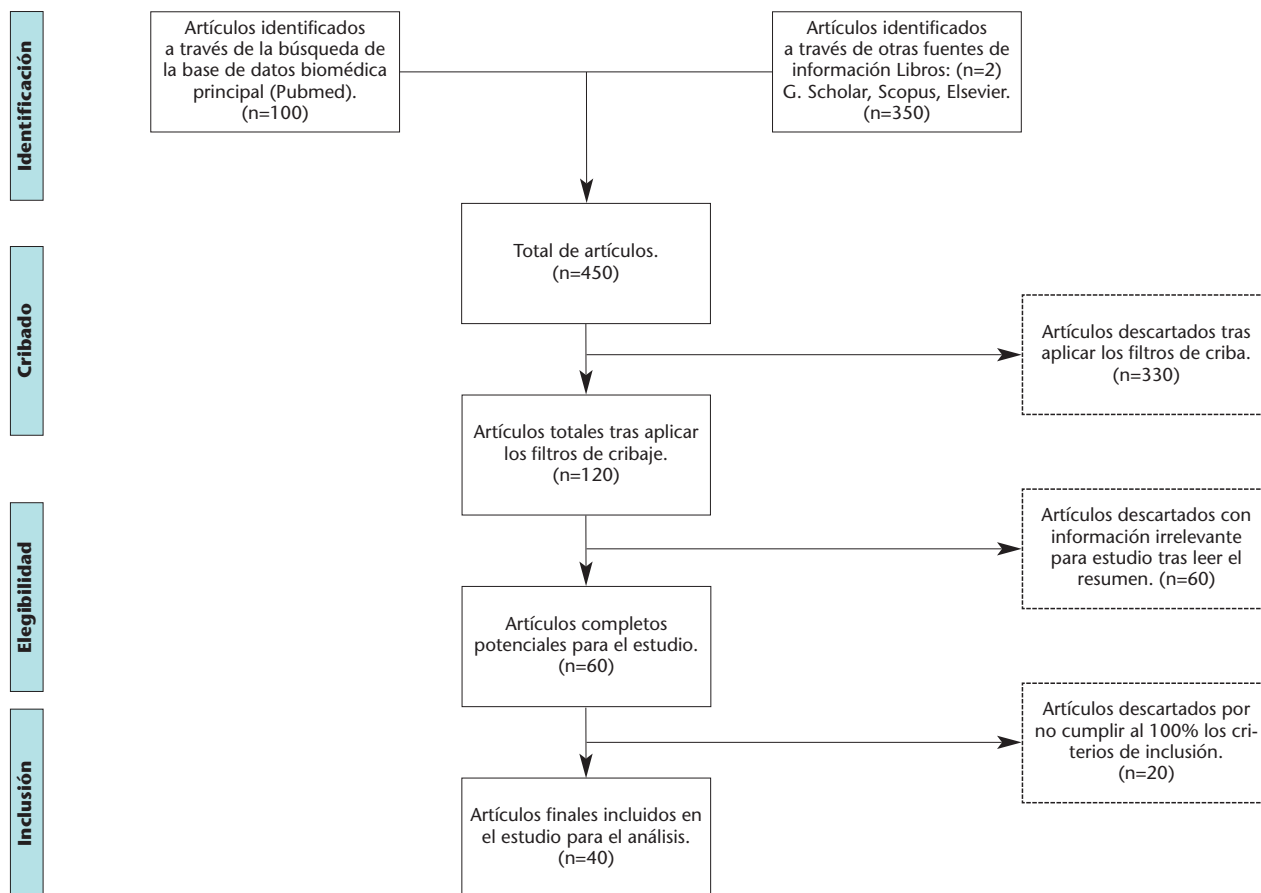 Identificación
Artículos identificados
a través de la búsqueda de
la base de datos biomédica
principal (Pubmed).
(n=100)
Artículos identificados
a través de otras fuentes de
información Libros: (n=2)
G. Scholar, Scopus, Elsevier.
(n=350)
Total de artículos.
(n=450)
Cribado
Artículos descartados tras
aplicar los filtros de criba.
(n=330)
Artículos totales tras aplicar
los filtros de cribaje.
(n=120)
Elegibilidad
Artículos descartados con
información irrelevante
para estudio tras leer el
resumen. (n=60)
Artículos completos
potenciales para el estudio.
(n=60)
Inclusión
Artículos descartados por
no cumplir al 100% los cri-
terios de inclusión.
(n=20)
Artículos finales incluidos en
el estudio para el análisis.
(n=40)